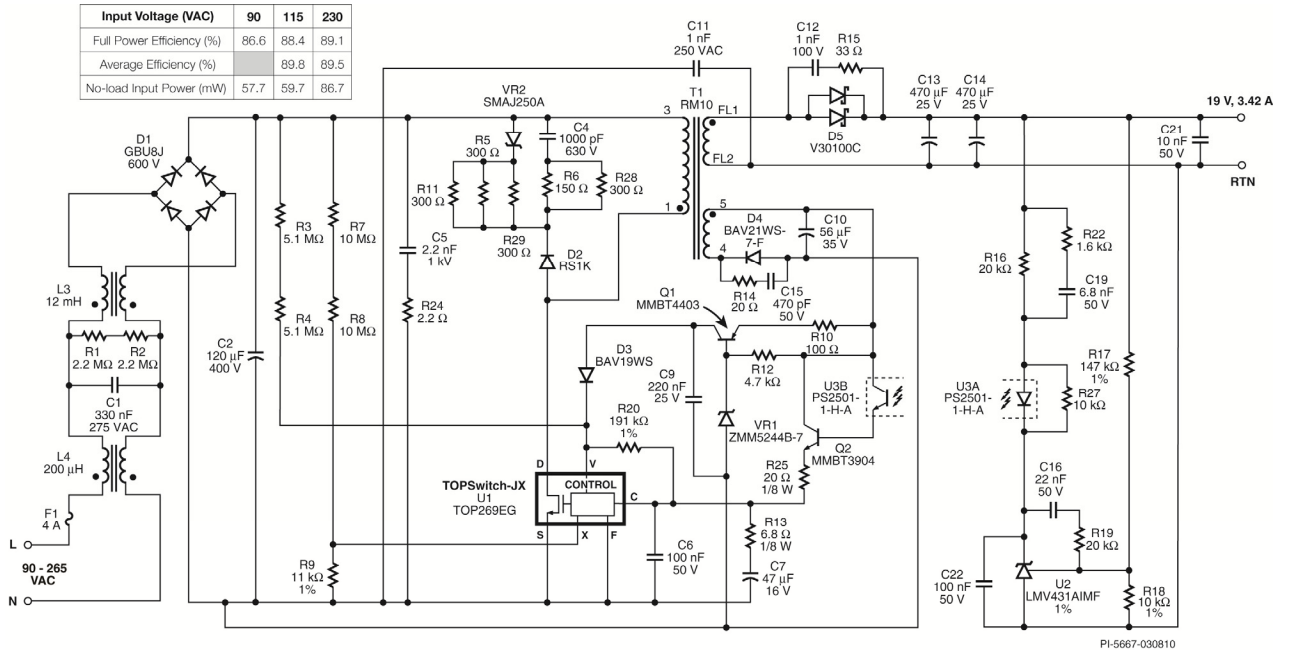 Input Voltage (VAC) 90 115 230
Full Power Efficiency (%) 86.6 88.4 89.1
Average Efficiency (%) 89.8 89.5
No-load Input Power (mW) 57.7 59.7 86.7
C11
1 nF
250 VAC
C12
1 nF
100 V
R15
33 Ω
VR2
SMAJ250A
T1
RM10
3
FL1
FL2
1
5
4
D5
V30100C
C13
470 µF
25 V
C14
470 µF
25 V
19 V, 3.42 A
C21
10 nF
50 V
RTN
D1
GBU8J
600 V
R5
300 Ω
C4
1000 pF
630 V
R11
300 Ω
R6
150 Ω
R28
300 Ω
R29
300 Ω
D2
RS1K
R3
5.1 MΩ
R7
10 MΩ
C5
2.2 nF
1 kV
D4
BAV21WS-
7-F
C10
56 µF
35 V
R14
20 Ω
C15
470 pF
50 V
R16
20 kΩ
R22
1.6 kΩ
C19
6.8 nF
50 V
L3
12 mH
R4
5.1 MΩ
R8
10 MΩ
R24
2.2 Ω
Q1
MMBT4403
R10
100 Ω
R1
2.2 MΩ
R2
2.2 MΩ
C2
120 µF
400 V
D3
BAV19WS
C9
220 nF
25 V
R12
4.7 kΩ
U3B
PS2501-
1-H-A
U3A
PS2501-
1-H-A
R17
147 kΩ
1%
R27
10 kΩ
C1
330 nF
275 VAC
R20
191 kΩ
1%
VR1
ZMM5244B-7
Q2
MMBT3904
L4
200 µH
R25
20 Ω
1/8 W
C16
22 nF
50 V
D
V
TOPSwitch-JX
U1
TOP269EG
CONTROL
C
S
X
F
F1
4 A
L
90 - 265
VAC
N
R9
11 kΩ
1%
C6
100 nF
50 V
R13
6.8 Ω
1/8 W
C7
47 µF
16 V
R19
20 kΩ
C22
100 nF
50 V
U2
LMV431AIMF
1%
R18
10 kΩ
1%
PI-5667-030810